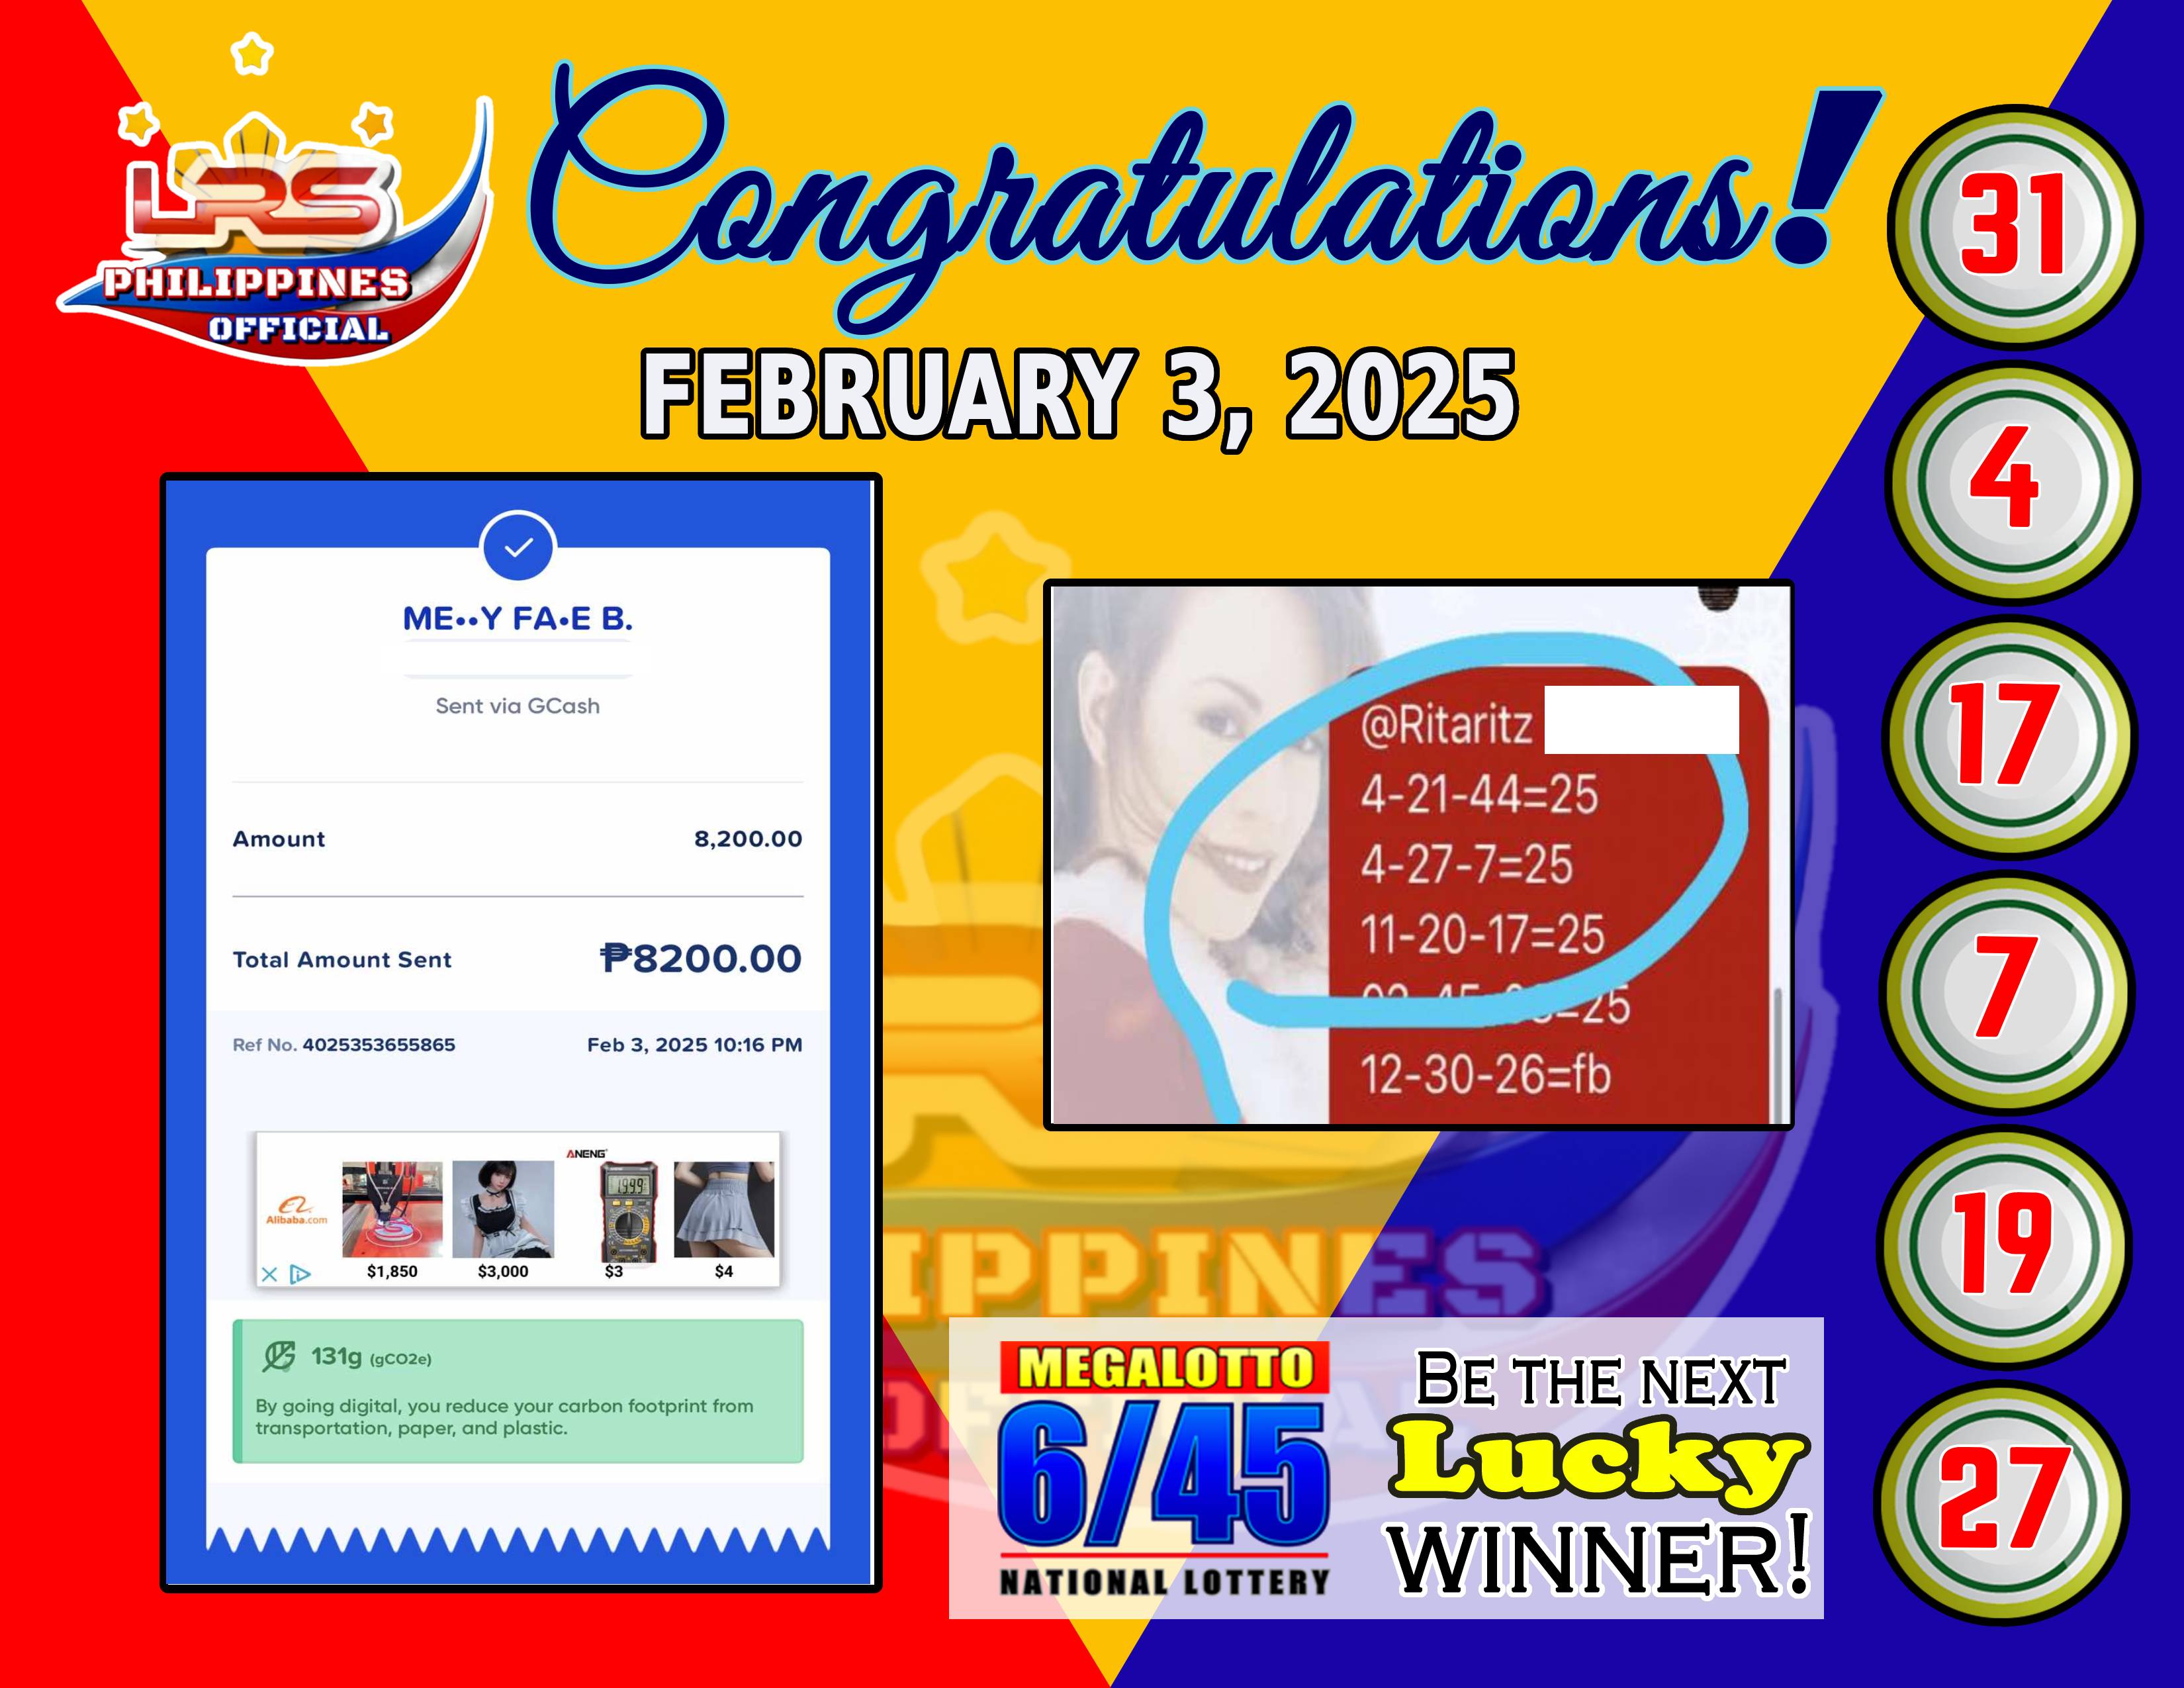 LRS
PHILIPPINES
OFFICIAL
Congratulations!
FEBRUARY 3, 2025
ME••Y FA•E B.
Sent via GCash
Amount 8,200.00
Total Amount Sent ₱8200.00
Ref No. 4025353655865 Feb 3, 2025 10:16 PM
ANENG
Alibaba.com
1999
$1,850 $3,000 $3 $4
131g (gCO2e)
By going digital, you reduce your carbon footprint from
transportation, paper, and plastic.
@Ritaritz
4-21-44=25
4-27-7=25
11-20-17=25
=25
12-30-26=fb
IPPINES
MEGALOTTO
6/45
NATIONAL LOTTERY
BE THE NEXT
Lucky
WINNER!
31
4
17
7
19
27